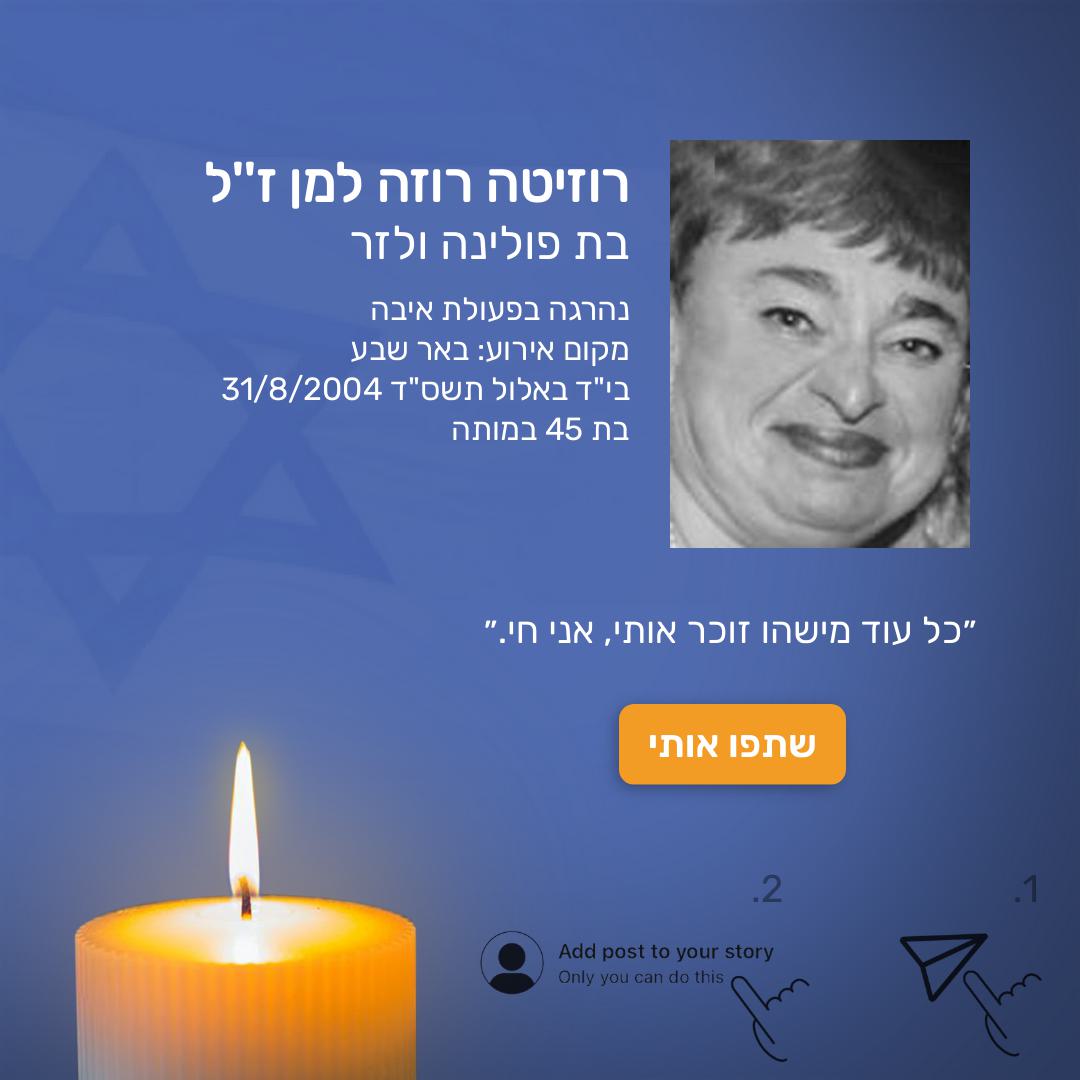 רוזיטה רוזה למן ז"ל
בת פולינה ולזר
נהרגה בפעולת איבה
מקום אירוע: באר שבע
בי"ד באלול תשס"ד 31/8/2004
בת 45 במותה
"כל עוד מישהו זוכר אותי, אני חי."
שתפו אותי
1.
2.
Add post to your story
Only you can do this